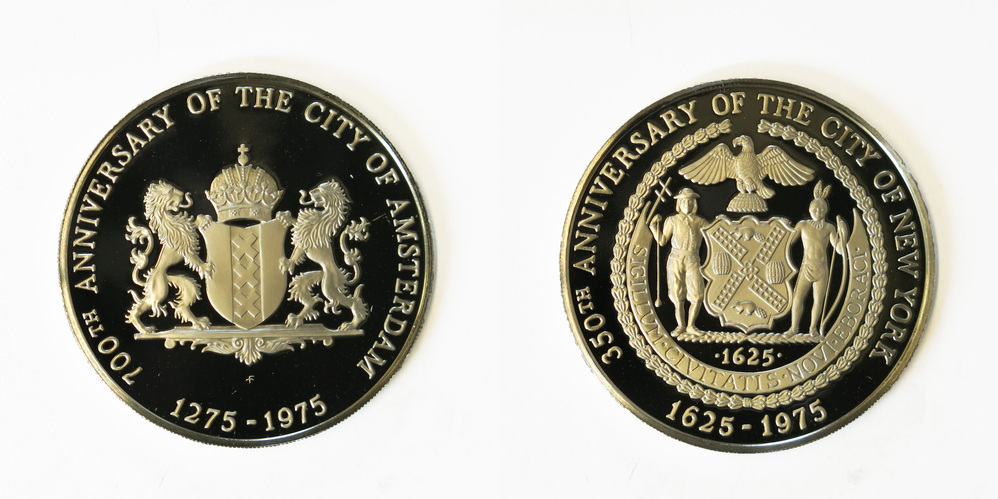 700TH ANNIVERSARY OF THE CITY OF AMSTERDAM
F
1275-1975
350TH ANNIVERSARY OF THE CITY OF NEW YORK
SIGILLVM·CIVITATIS·NOVI·EBORACI
·1625·
1625-1975